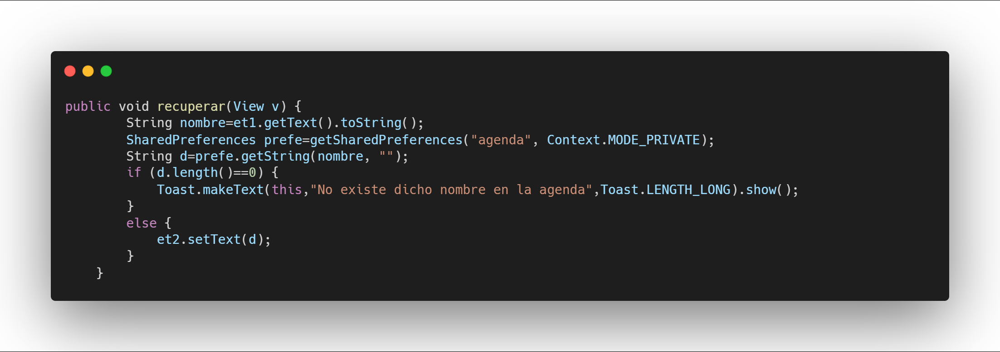 public void recuperar(View v) {
        String nombre=et1.getText().toString();
        SharedPreferences prefe=getSharedPreferences("agenda", Context.MODE_PRIVATE);
        String d=prefe.getString(nombre, "");
        if (d.length()==0) {
            Toast.makeText(this,"No existe dicho nombre en la agenda",Toast.LENGTH_LONG).show();
        }
        else {
            et2.setText(d);
        }
    }